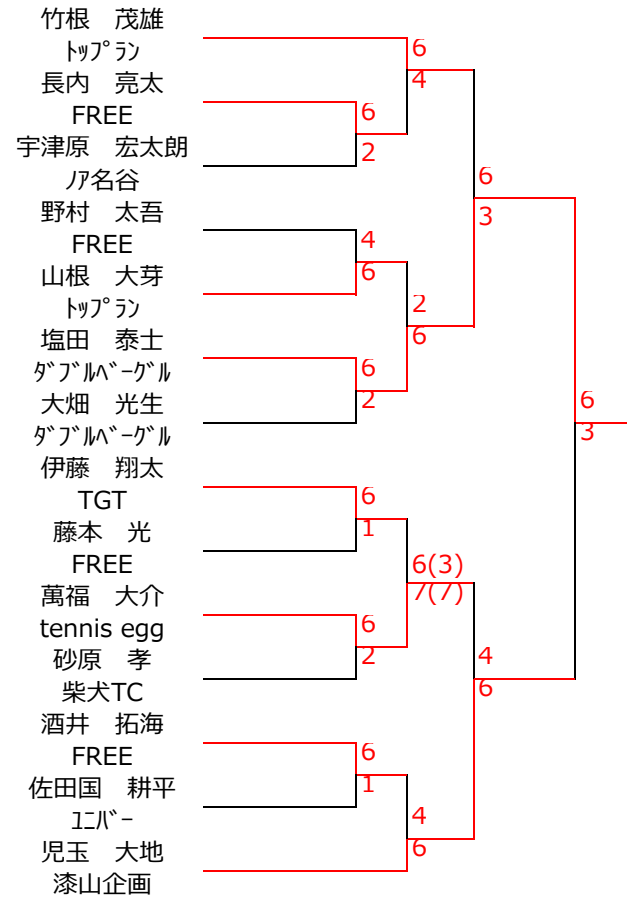 竹根　茂雄
ﾄｯﾌﾟﾗﾝ
長内　亮太
FREE
宇津原　宏太朗
ﾉｱ名谷
野村　太吾
FREE
山根　大芽
ﾄｯﾌﾟﾗﾝ
塩田　泰士
ﾀﾞﾌﾞﾙﾍﾞｰｸﾞﾙ
大畑　光生
ﾀﾞﾌﾞﾙﾍﾞｰｸﾞﾙ
伊藤　翔太
TGT
藤本　光
FREE
萬福　大介
tennis egg
砂原　孝
柴犬TC
酒井　拓海
FREE
佐田国　耕平
ﾕﾆﾊﾞｰ
児玉　大地
漆山企画
6
2
4
6
6
2
6
1
6
2
6
1
6
4
2
6
6(3)
7(7)
4
6
6
3
4
6
6
3